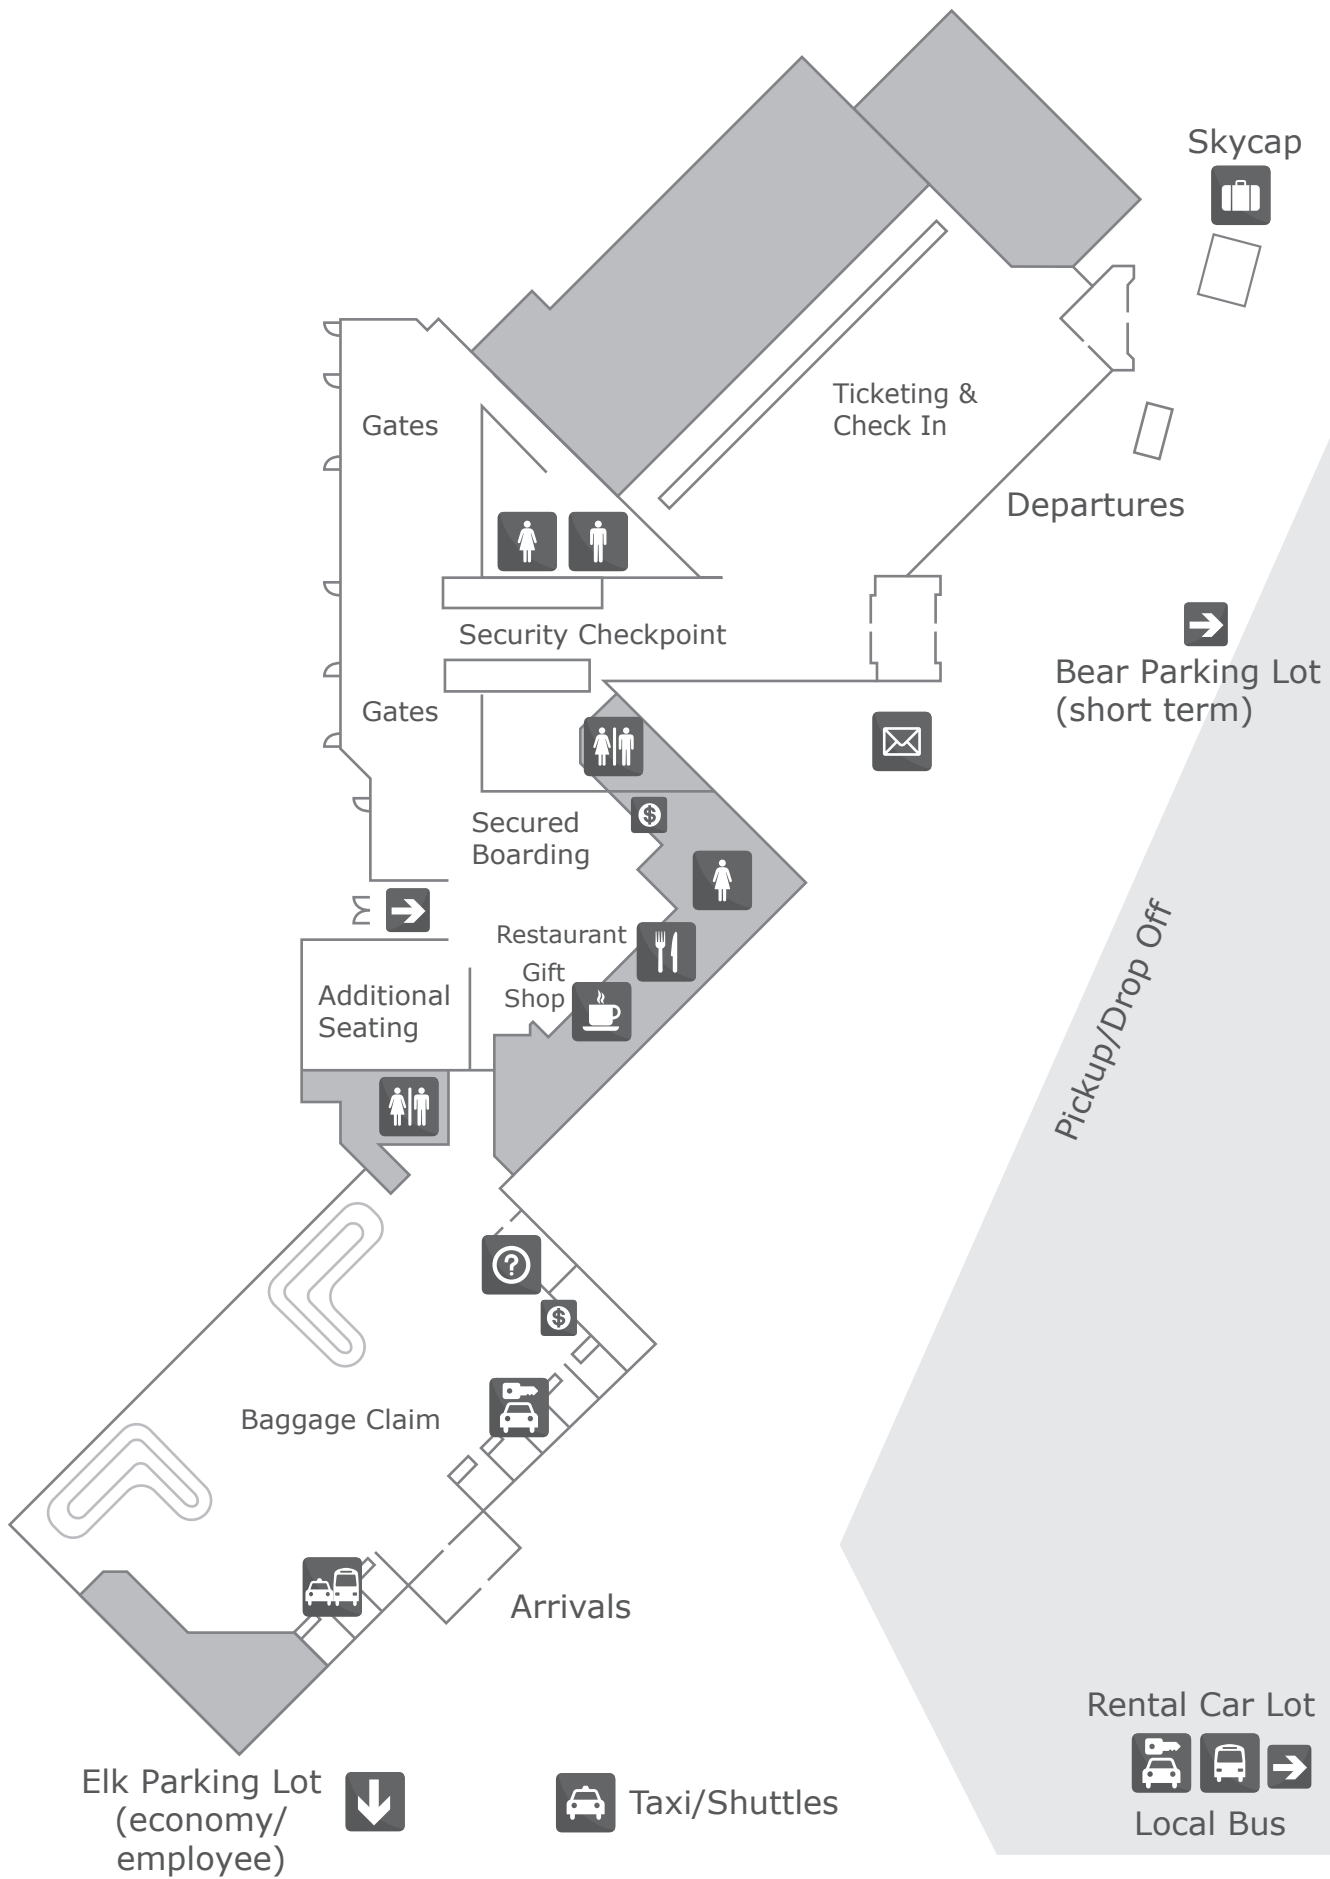 Skycap
Ticketing &
Check In
Gates
Departures
Security Checkpoint
Bear Parking Lot
(short term)
Gates
Secured
Boarding
Restaurant
Gift
Shop
Additional
Seating
Pickup/Drop Off
Baggage Claim
Arrivals
Rental Car Lot
Local Bus
Elk Parking Lot
(economy/
employee)
Taxi/Shuttles